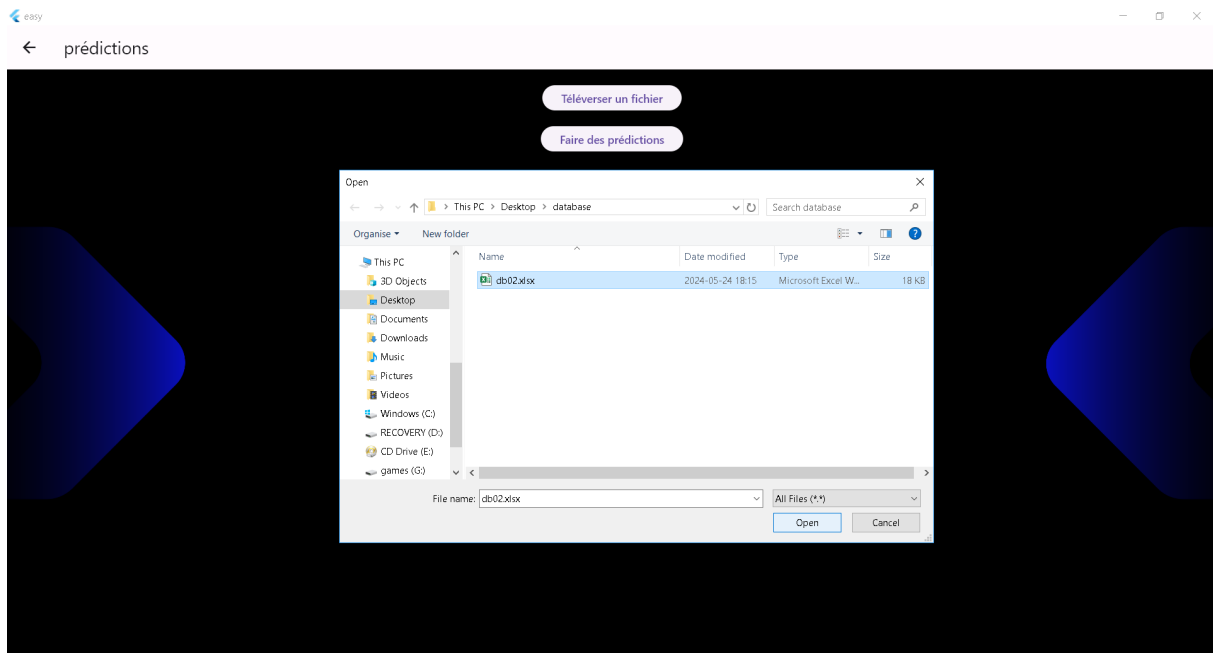 easy
prédictions
Téléverser un fichier
Faire des prédictions
Open
This PC > Desktop > database
Search database
Organise
New folder
Name
Date modified
Type
Size
This PC
3D Objects
Desktop
Documents
Downloads
Music
Pictures
Videos
Windows (C:)
RECOVERY (D:)
CD Drive (E:)
games (G:)
db02.xlsx
2024-05-24 18:15
Microsoft Excel W...
18 KB
File name:
db02.xlsx
All Files (*.*)
Open
Cancel